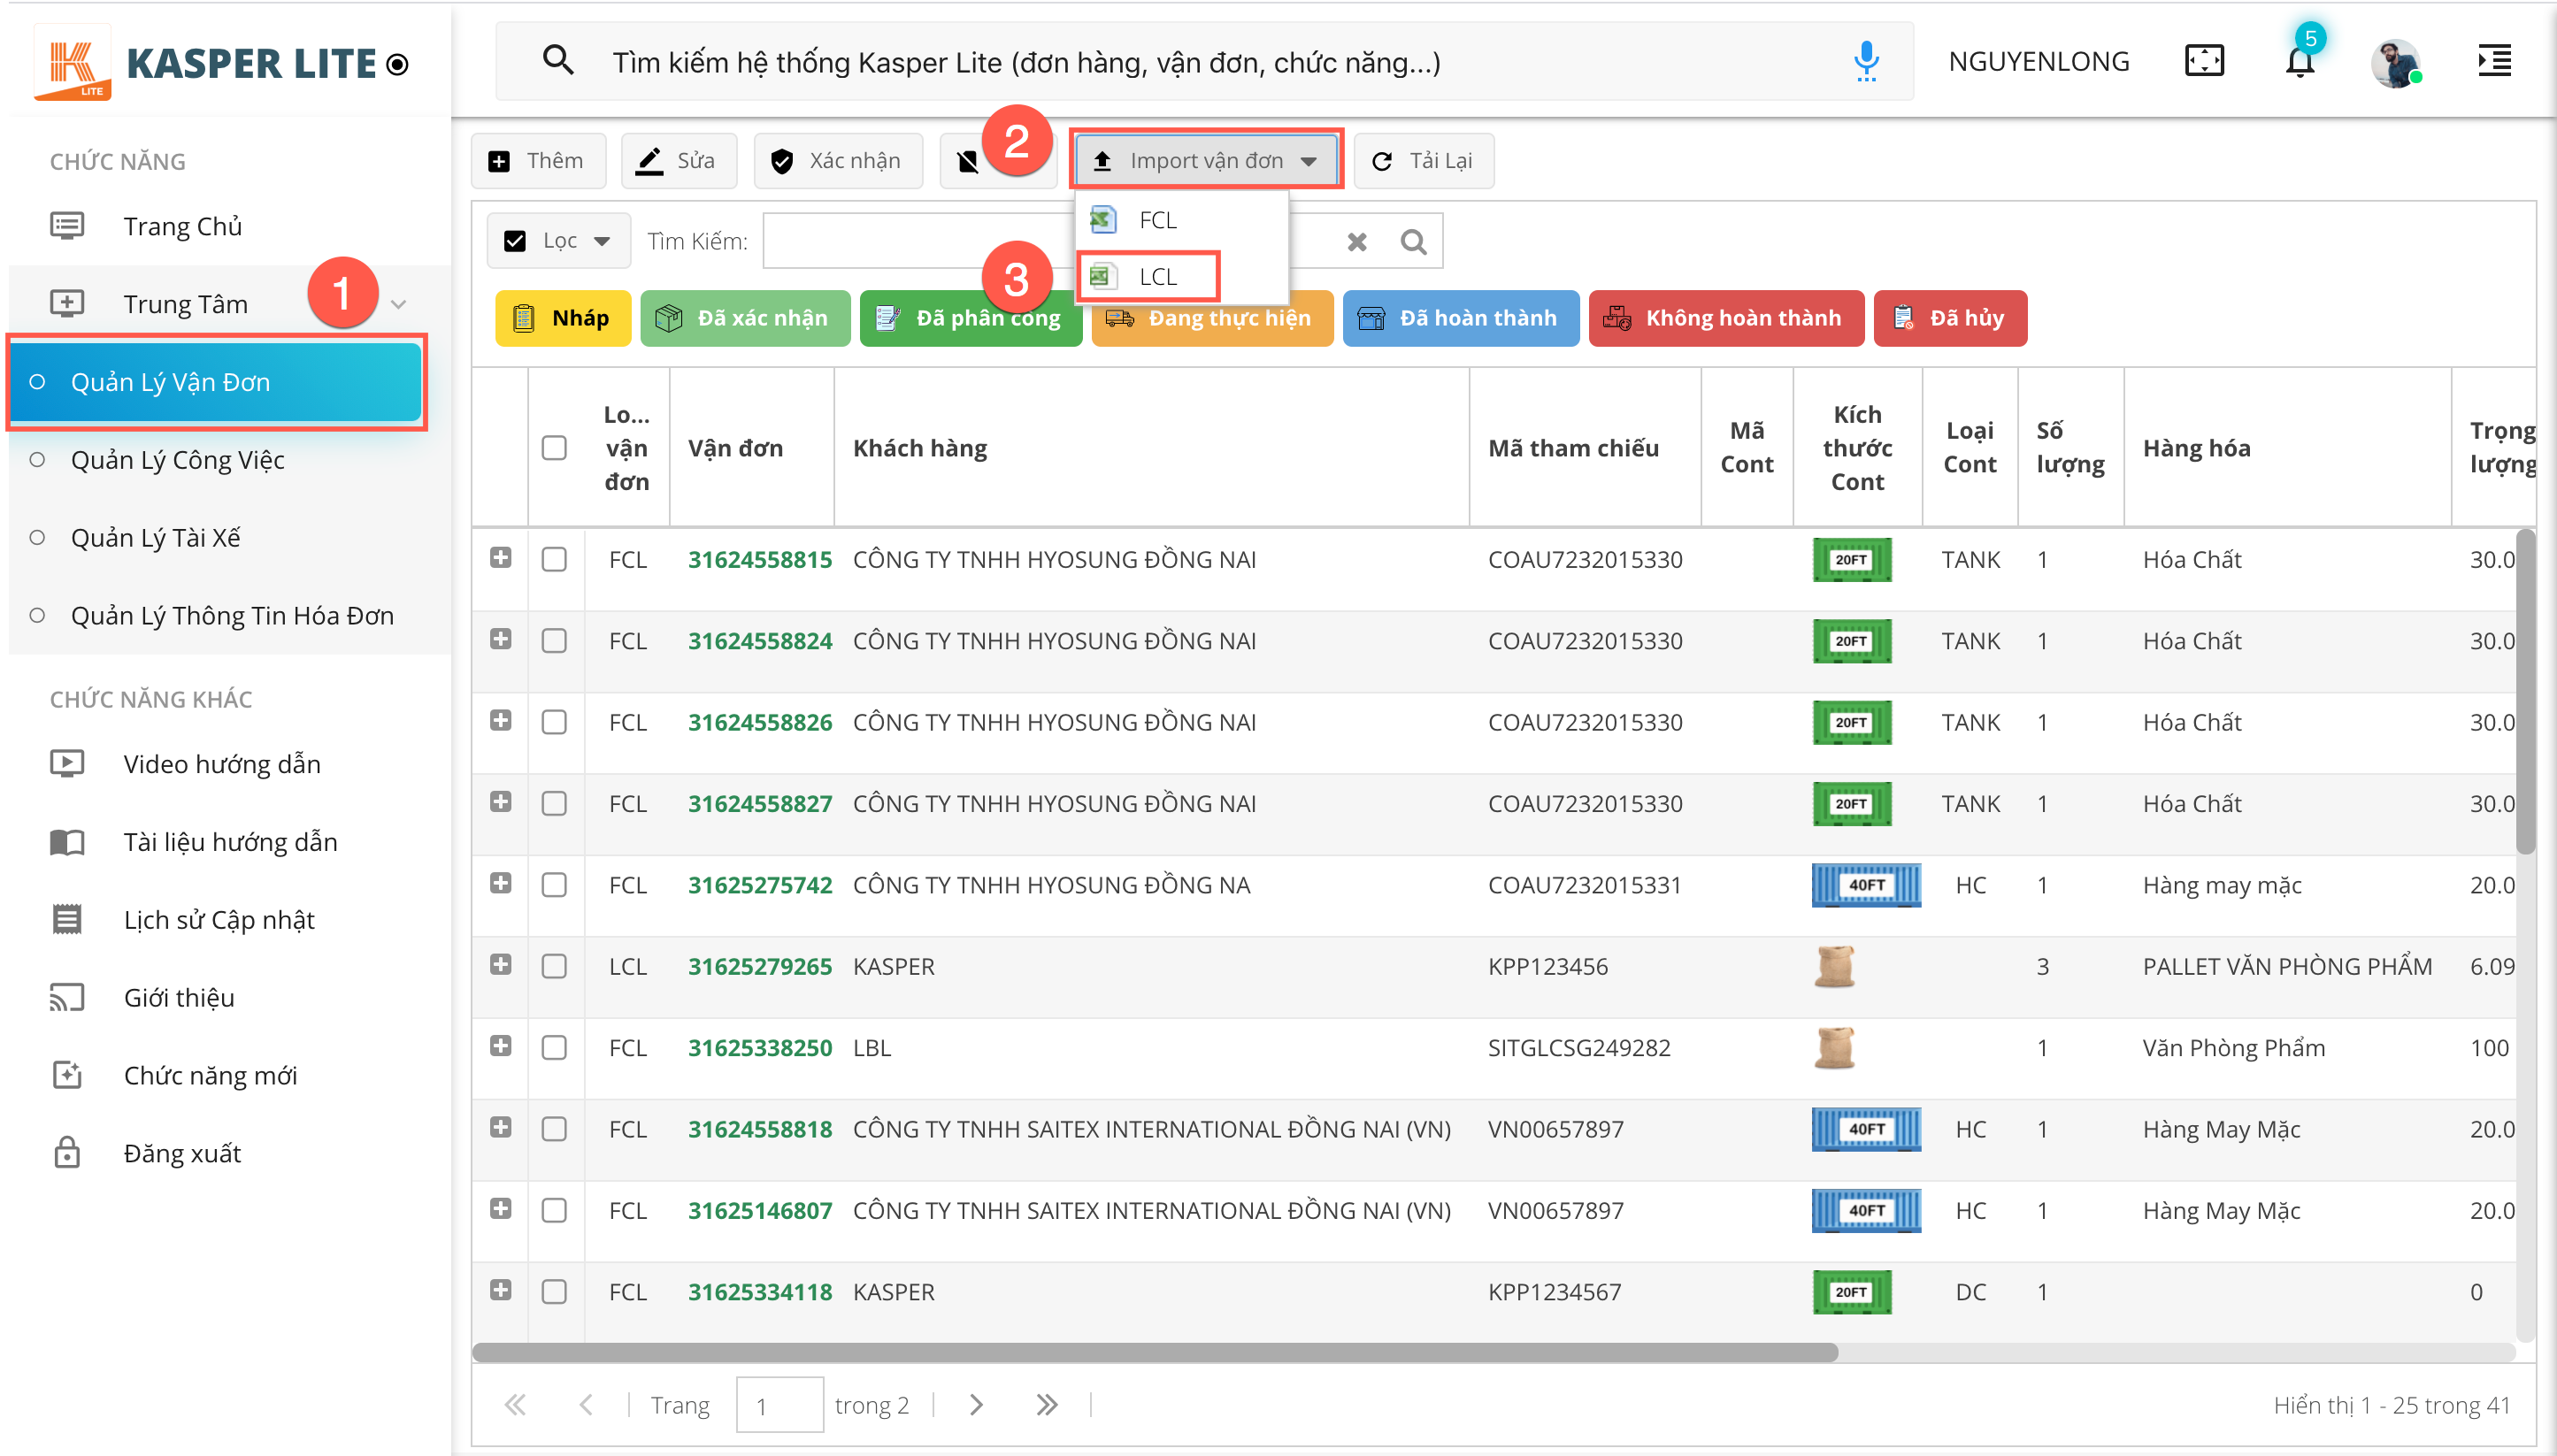 LITE
KASPER LITE
Tìm kiếm hệ thống Kasper Lite (đơn hàng, vận đơn, chức năng...)
NGUYENLONG
5
CHỨC NĂNG
Trang Chủ
Trung Tâm
1
Quản Lý Vận Đơn
Quản Lý Công Việc
Quản Lý Tài Xế
Quản Lý Thông Tin Hóa Đơn
CHỨC NĂNG KHÁC
Video hướng dẫn
Tài liệu hướng dẫn
Lịch sử Cập nhật
Giới thiệu
Chức năng mới
Đăng xuất
Thêm
Sửa
Xác nhận
2
Import vận đơn
Tải Lại
FCL
LCL
3
Lọc
Tìm Kiếm:
Nháp
Đã xác nhận
Đã phân công
Đang thực hiện
Đã hoàn thành
Không hoàn thành
Đã hủy
Lo... vận đơn
Vận đơn
Khách hàng
Mã tham chiếu
Mã Cont
Kích thước Cont
Loại Cont
Số lượng
Hàng hóa
Trọng lượng
FCL 31624558815 CÔNG TY TNHH HYOSUNG ĐỒNG NAI COAU7232015330 20FT TANK 1 Hóa Chất 30.0
FCL 31624558824 CÔNG TY TNHH HYOSUNG ĐỒNG NAI COAU7232015330 20FT TANK 1 Hóa Chất 30.0
FCL 31624558826 CÔNG TY TNHH HYOSUNG ĐỒNG NAI COAU7232015330 20FT TANK 1 Hóa Chất 30.0
FCL 31624558827 CÔNG TY TNHH HYOSUNG ĐỒNG NAI COAU7232015330 20FT TANK 1 Hóa Chất 30.0
FCL 31625275742 CÔNG TY TNHH HYOSUNG ĐỒNG NA COAU7232015331 40FT HC 1 Hàng may mặc 20.0
LCL 31625279265 KASPER KPP123456 3 PALLET VĂN PHÒNG PHẨM 6.09
FCL 31625338250 LBL SITGLCSG249282 1 Văn Phòng Phẩm 100
FCL 31624558818 CÔNG TY TNHH SAITEX INTERNATIONAL ĐỒNG NAI (VN) VN00657897 40FT HC 1 Hàng May Mặc 20.0
FCL 31625146807 CÔNG TY TNHH SAITEX INTERNATIONAL ĐỒNG NAI (VN) VN00657897 40FT HC 1 Hàng May Mặc 20.0
FCL 31625334118 KASPER KPP1234567 20FT DC 1 0
Trang 1 trong 2
Hiển thị 1 - 25 trong 41